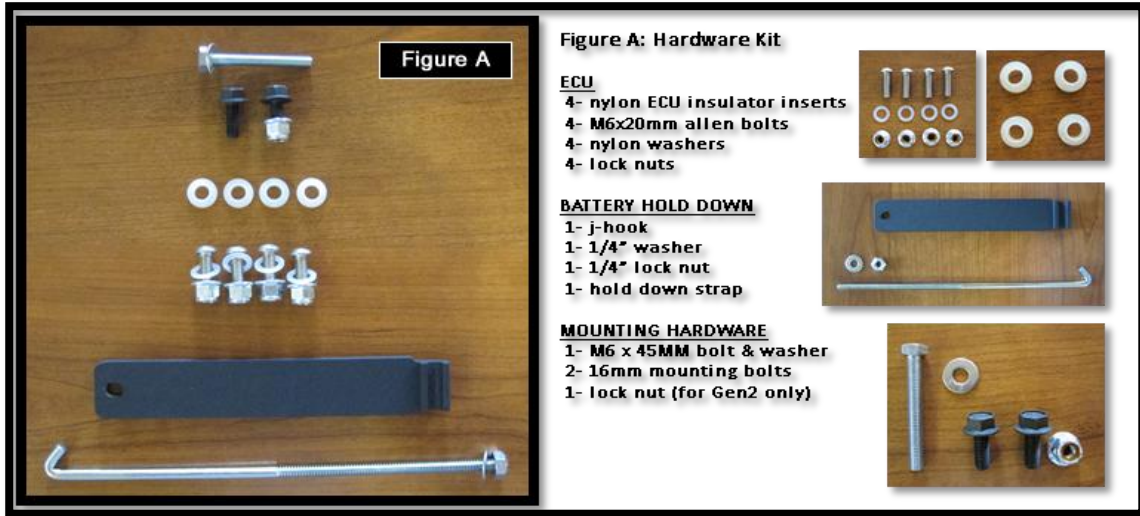 Figure A
Figure A: Hardware Kit
ECU
4- nylon ECU insulator inserts
4- M6x20mm allen bolts
4- nylon washers
4- lock nuts
BATTERY HOLD DOWN
1- j-hook
1- 1/4” washer
1- 1/4” lock nut
1- hold down strap
MOUNTING HARDWARE
1- M6 x 45MM bolt & washer
2- 16mm mounting bolts
1- lock nut (for Gen2 only)